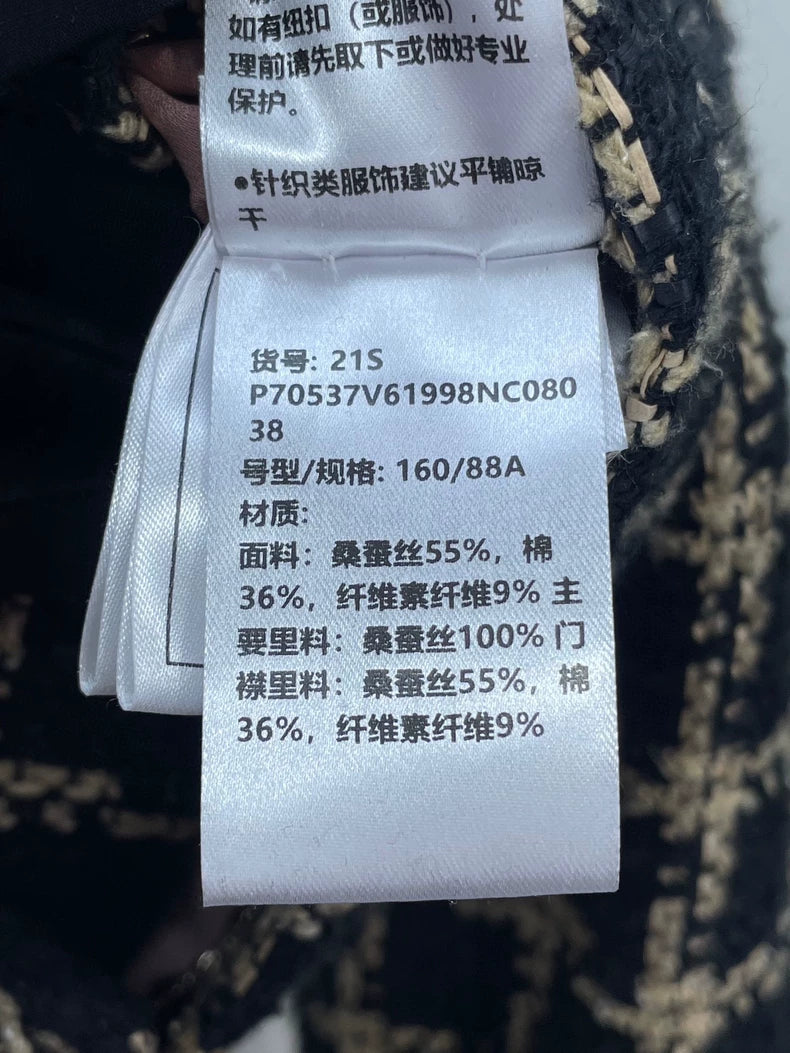 如有纽扣（或服饰），处
理前请先取下或做好专业
保护。
•针织类服饰建议平铺晾
干
货号: 21S
P70537V61998NC080
38
号型/规格: 160/88A
材质:
面料：桑蚕丝55%，棉
36%，纤维素纤维9% 主
要里料：桑蚕丝100% 门
襟里料：桑蚕丝55%，棉
36%，纤维素纤维9%